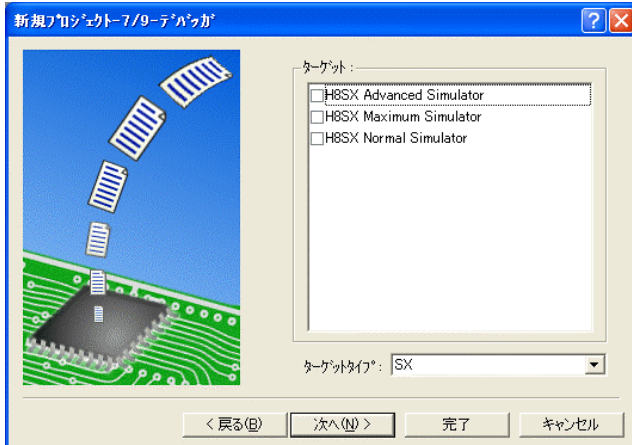 新規ﾌﾟﾛｼﾞｪｸﾄ-7/9-ﾃﾞﾊﾞｯｶﾞ
ﾀｰｹﾞｯﾄ :
H8SX Advanced Simulator
H8SX Maximum Simulator
H8SX Normal Simulator
ﾀｰｹﾞｯﾄﾀｲﾌﾟ : SX
< 戻る(B) 次へ(N) > 完了 キャンセル